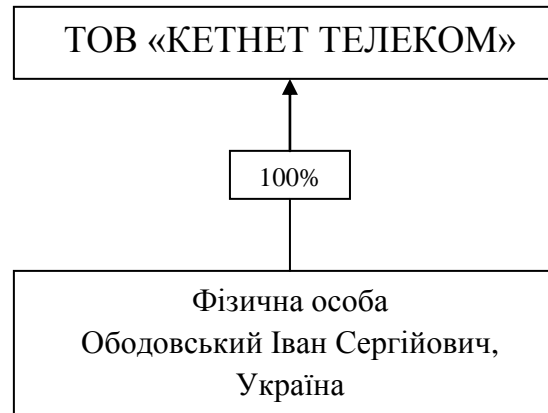 ТОВ «КЕТНЕТ ТЕЛЕКОМ»
100%
Фізична особа
Ободовський Іван Сергійович,
Україна